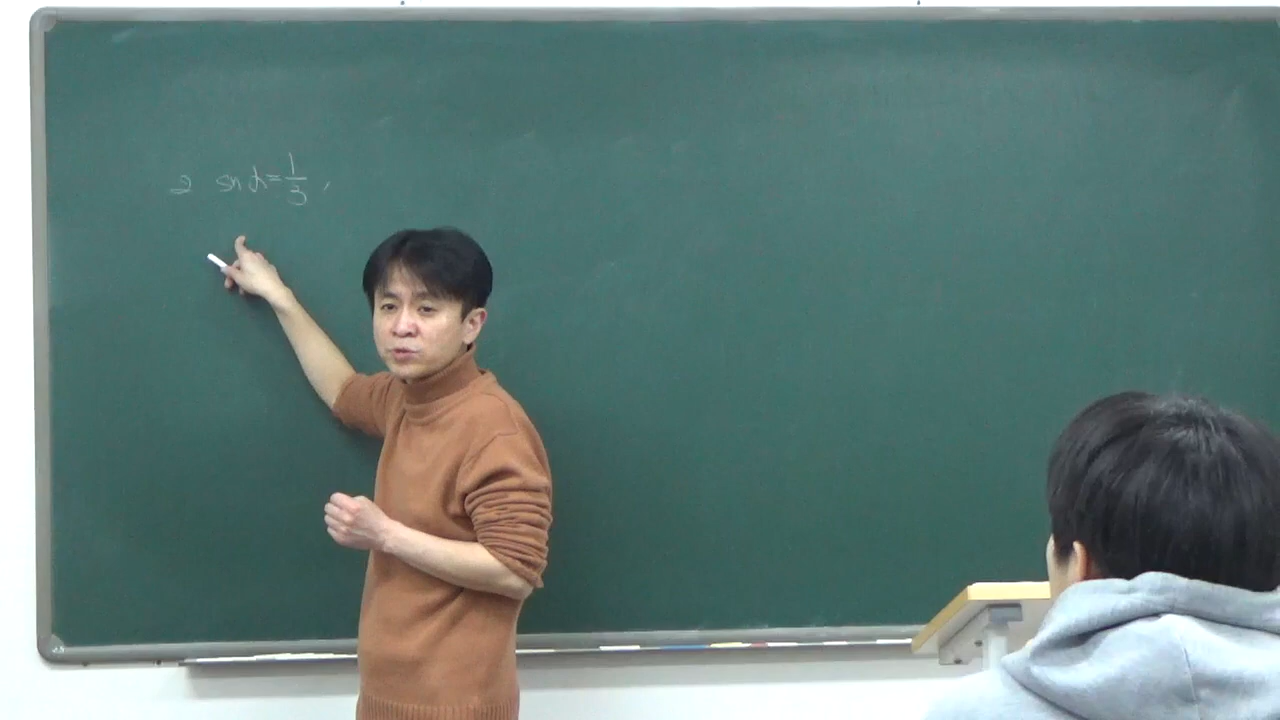 2 sin α = 1/3 ,